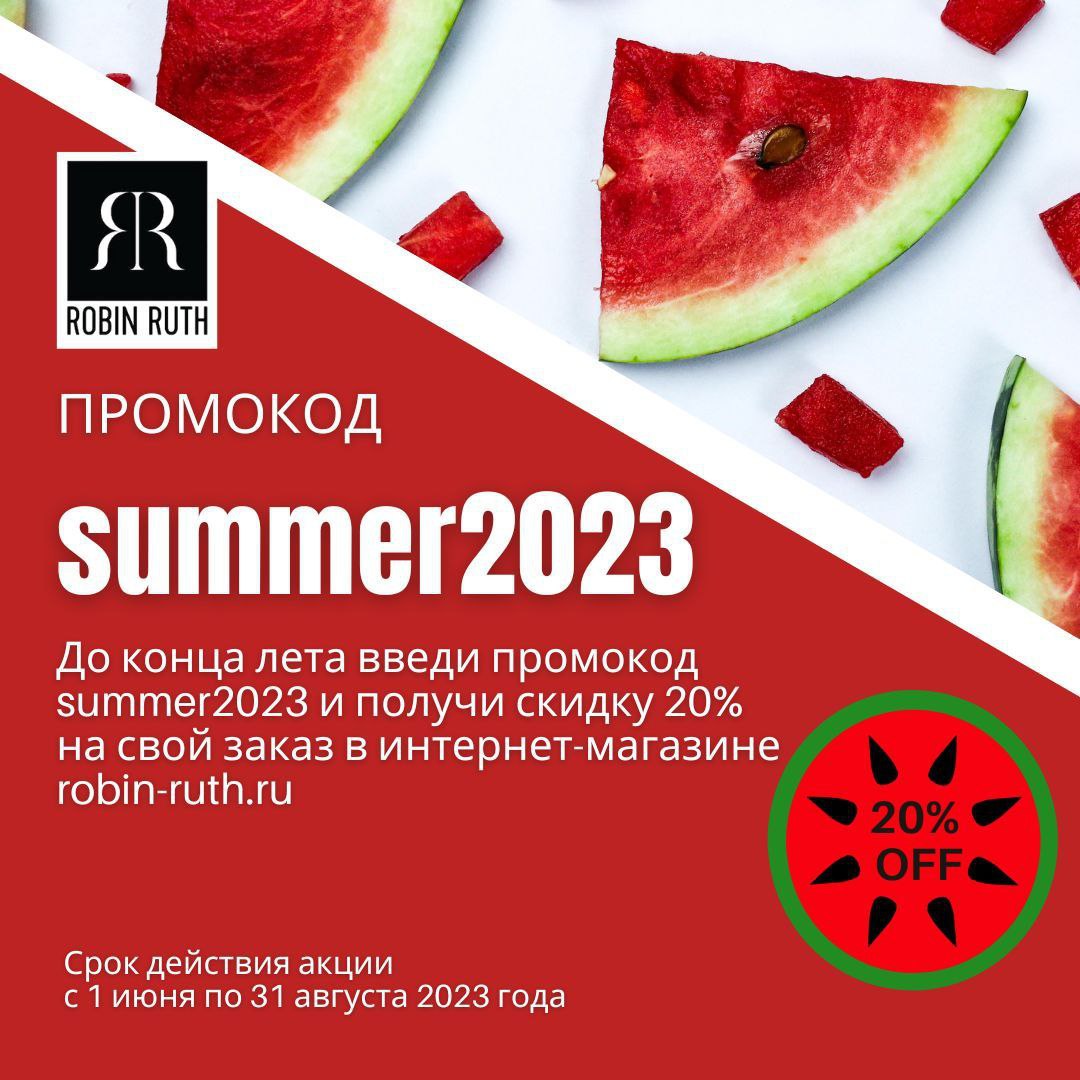 ROBIN RUTH
ПРОМОКОД
summer2023
До конца лета введи промокод
summer2023 и получи скидку 20%
на свой заказ в интернет-магазине
robin-ruth.ru
20%
OFF
Срок действия акции
с 1 июня по 31 августа 2023 года